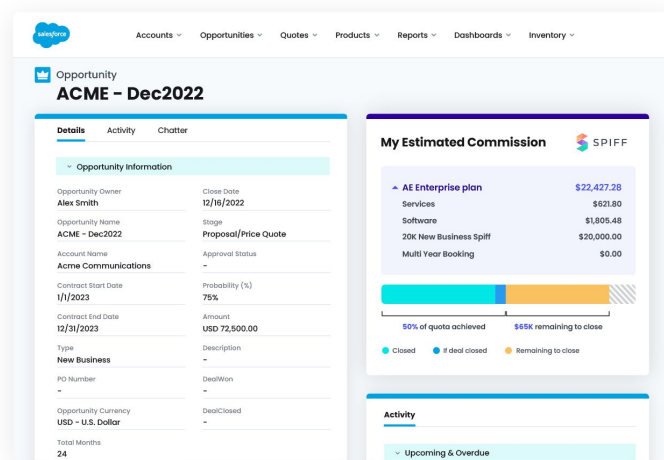 salesforce
Accounts
Opportunities
Quotes
Products
Reports
Dashboards
Inventory
Opportunity
ACME - Dec2022
Details Activity Chatter
Opportunity Information
Opportunity Owner Close Date
Alex Smith 12/16/2022
Opportunity Name Stage
ACME - Dec2022 Proposal/Price Quote
Account Name Approval Status
Acme Communications -
Contract Start Date Probability (%)
1/1/2023 75%
Contract End Date Amount
12/31/2023 USD 72,500.00
Type Description
New Business -
PO Number DealWon
- -
Opportunity Currency DealClosed
USD - U.S. Dollar -
Total Months
24
My Estimated Commission SPIFF
AE Enterprise plan $22,427.28
Services $621.80
Software $1,805.48
20K New Business Spiff $20,000.00
Multi Year Booking $0.00
50% of quota achieved $65K remaining to close
Closed If deal closed Remaining to close
Activity
Upcoming & Overdue